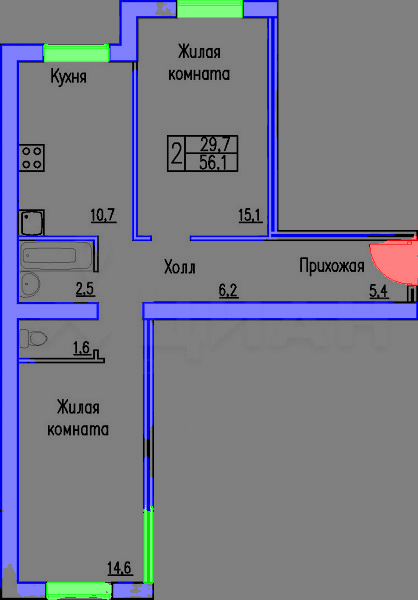 Жилая
комната
Кухня
2 29,7
56,1
10,7
15,1
Холл
Прихожая
2,5
6,2
5,4
1,6
Жилая
комната
14,6